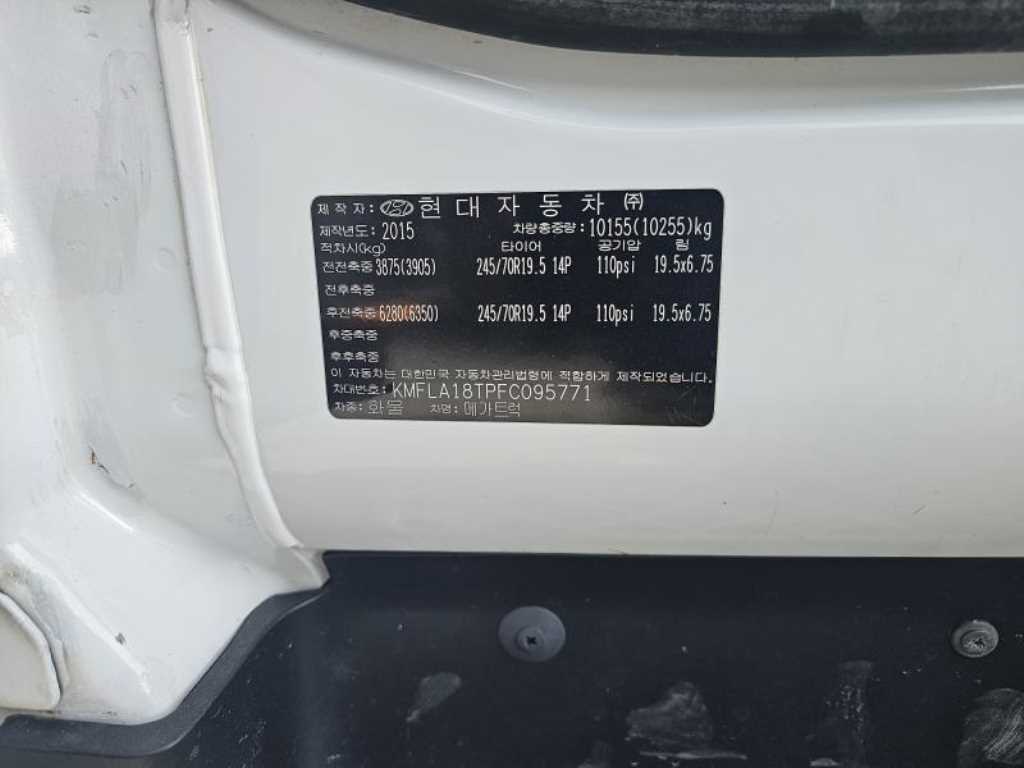 제 작 자 : 현 대 자 동 차 ㈜
제작년도: 2015 차량총중량: 10155(10255)kg
적차시(kg) 타이어 공기압 림
전전축중 3875(3905) 245/70R19.5 14P 110psi 19.5x6.75
전후축중
후전축중 6280(6350) 245/70R19.5 14P 110psi 19.5x6.75
후중축중
후후축중
이 자동차는 대한민국 자동차관리법령에 적합하게 제작되었음.
차대번호: KMFLA18TPFC095771
차종: 화물 차명: 메가트럭